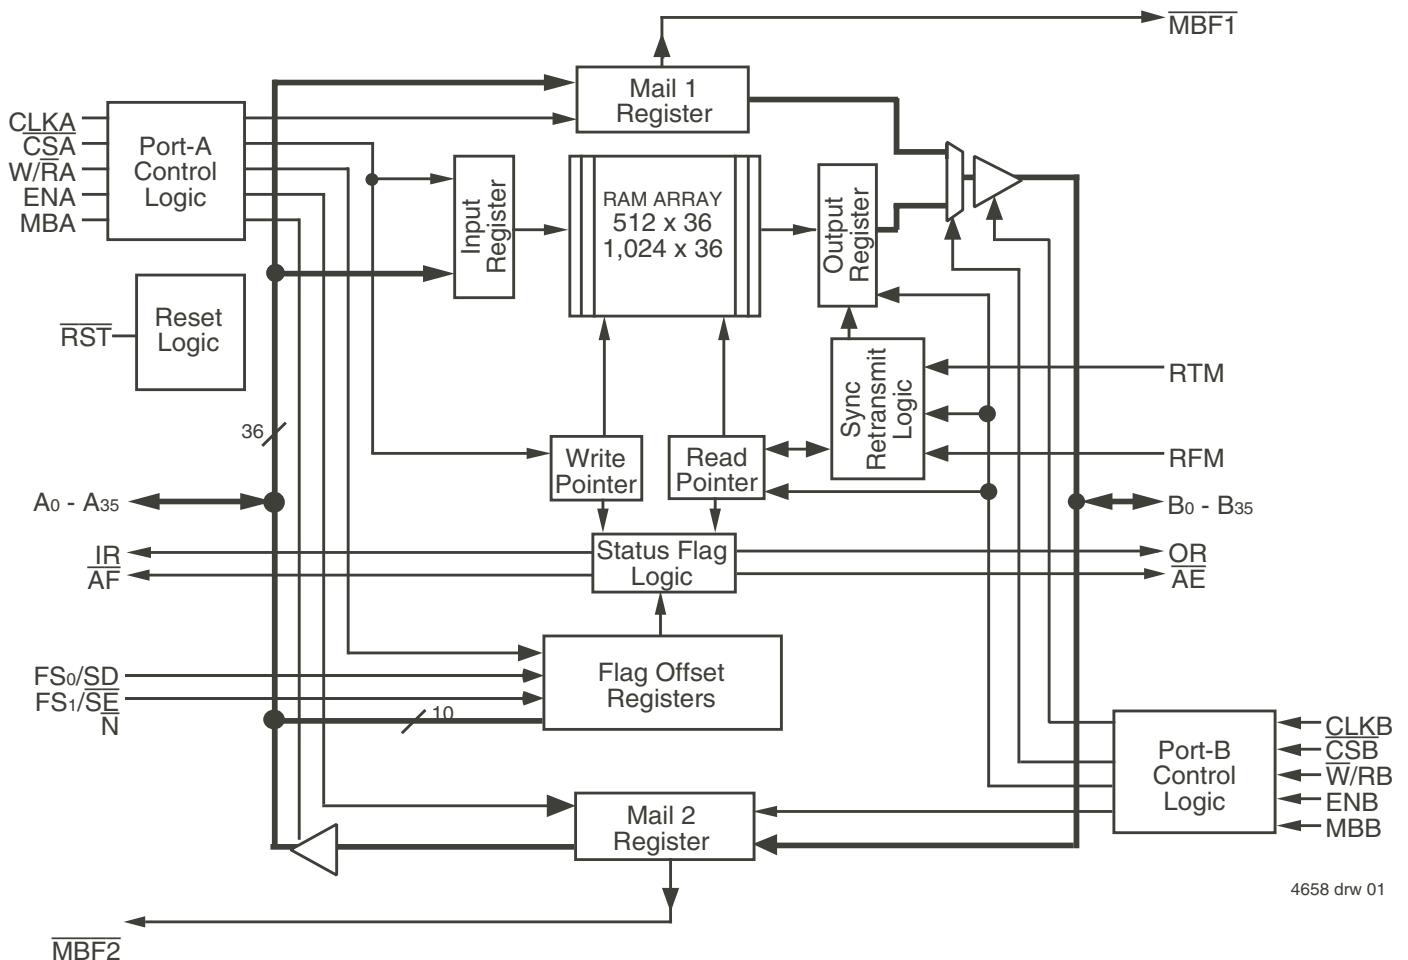 MBF1
Mail 1
Register
CLKA
CSA
W/RA
ENA
MBA
Port-A
Control
Logic
Input
Register
RAM ARRAY
512 x 36
1,024 x 36
Output
Register
RST
Reset
Logic
Sync
Retransmit
Logic
RTM
RFM
36
Write
Pointer
Read
Pointer
A0 - A35
B0 - B35
IR
AF
Status Flag
Logic
OR
AE
FS0/SD
FS1/SEN
Flag Offset
Registers
10
Port-B
Control
Logic
CLKB
CSB
W/RB
ENB
MBB
Mail 2
Register
4658 drw 01
MBF2